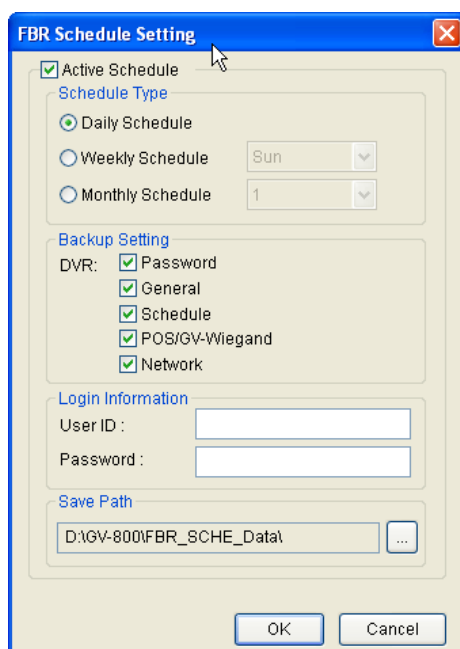 FBR Schedule Setting
Active Schedule
Schedule Type
Daily Schedule
Weekly Schedule Sun
Monthly Schedule 1
Backup Setting
DVR: Password
General
Schedule
POS/GV-Wiegand
Network
Login Information
User ID :
Password :
Save Path
D:\GV-800\FBR_SCHE_Data\ ...
OK Cancel